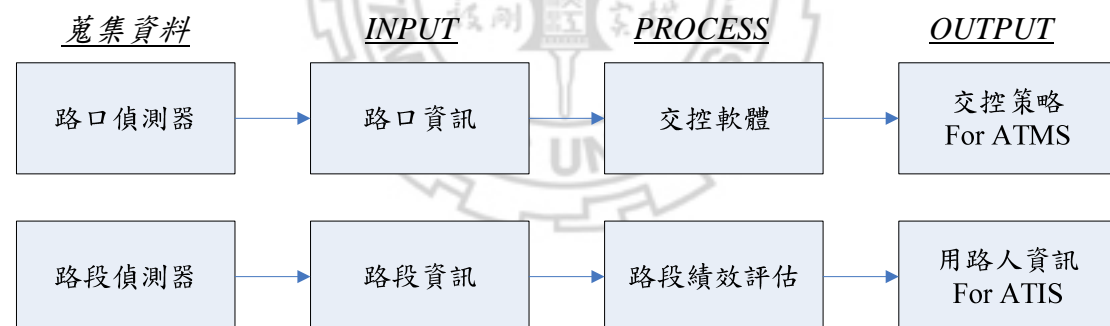 蒐集資料 INPUT PROCESS OUTPUT
路口偵測器 路口資訊 交控軟體 交控策略
For ATMS
UN
路段偵測器 路段資訊 路段績效評估 用路人資訊
For ATIS